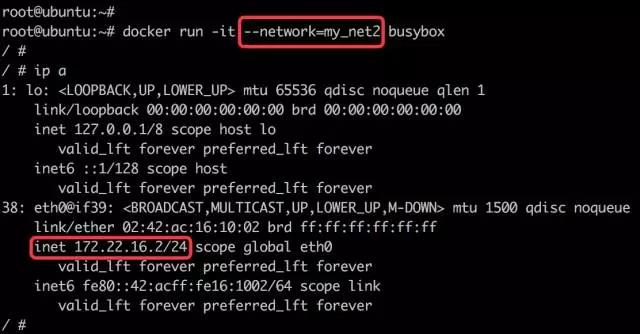 root@ubuntu:~#
root@ubuntu:~# docker run -it --network=my_net2 busybox
/ #
/ # ip a
1: lo: <LOOPBACK,UP,LOWER_UP> mtu 65536 qdisc noqueue qlen 1
link/loopback 00:00:00:00:00:00 brd 00:00:00:00:00:00
inet 127.0.0.1/8 scope host lo
valid_lft forever preferred_lft forever
inet6 ::1/128 scope host
valid_lft forever preferred_lft forever
38: eth0@if39: <BROADCAST,MULTICAST,UP,LOWER_UP,M-DOWN> mtu 1500 qdisc noqueue
link/ether 02:42:ac:16:10:02 brd ff:ff:ff:ff:ff:ff
inet 172.22.16.2/24 scope global eth0
valid_lft forever preferred_lft forever
inet6 fe80::42:acff:fe16:1002/64 scope link
valid_lft forever preferred_lft forever
/ #